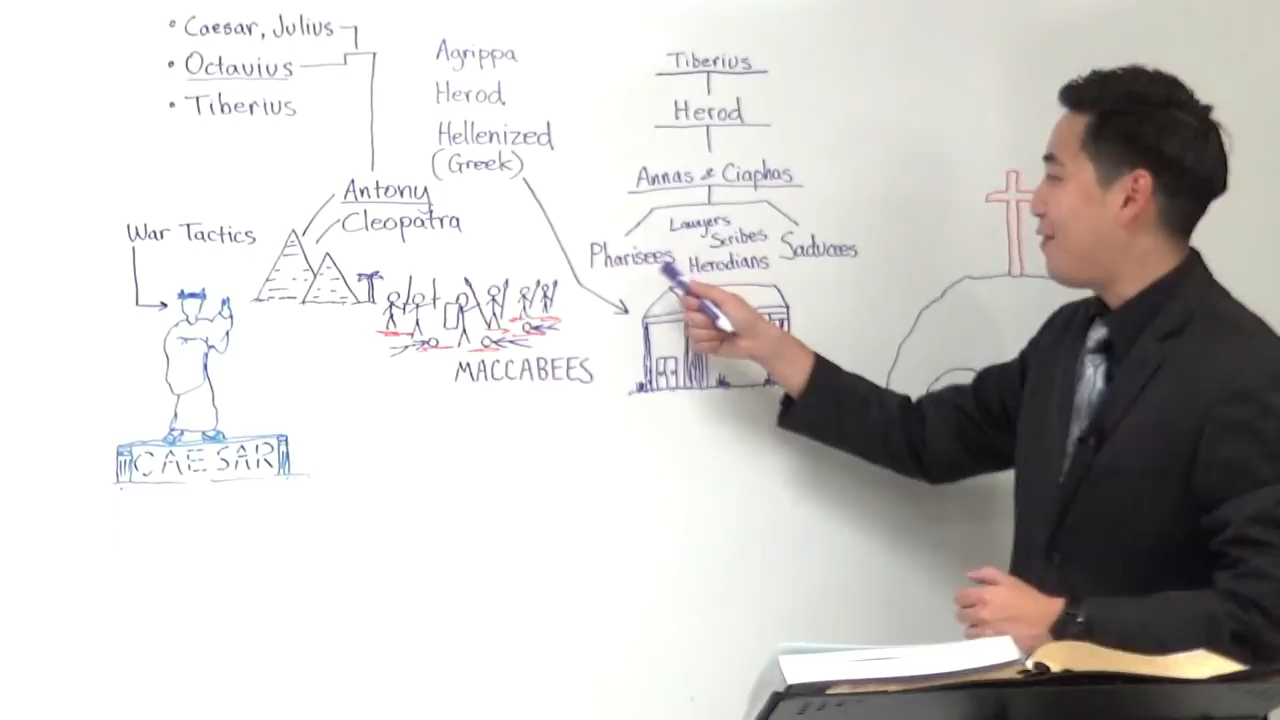 • Caesar, Julius
• Octavius
• Tiberius
Agrippa
Herod
Hellenized
(Greek)
Antony
Cleopatra
War Tactics
CAESAR
MACCABEES
Tiberius
Herod
Annas & Ciaphas
Pharisees
Lawyers
Scribes
Herodians
Saducees